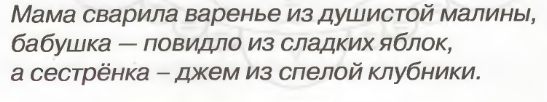 Мама сварила варенье из душистой малины,
бабушка — повидло из сладких яблок,
а сестрёнка – джем из спелой клубники.